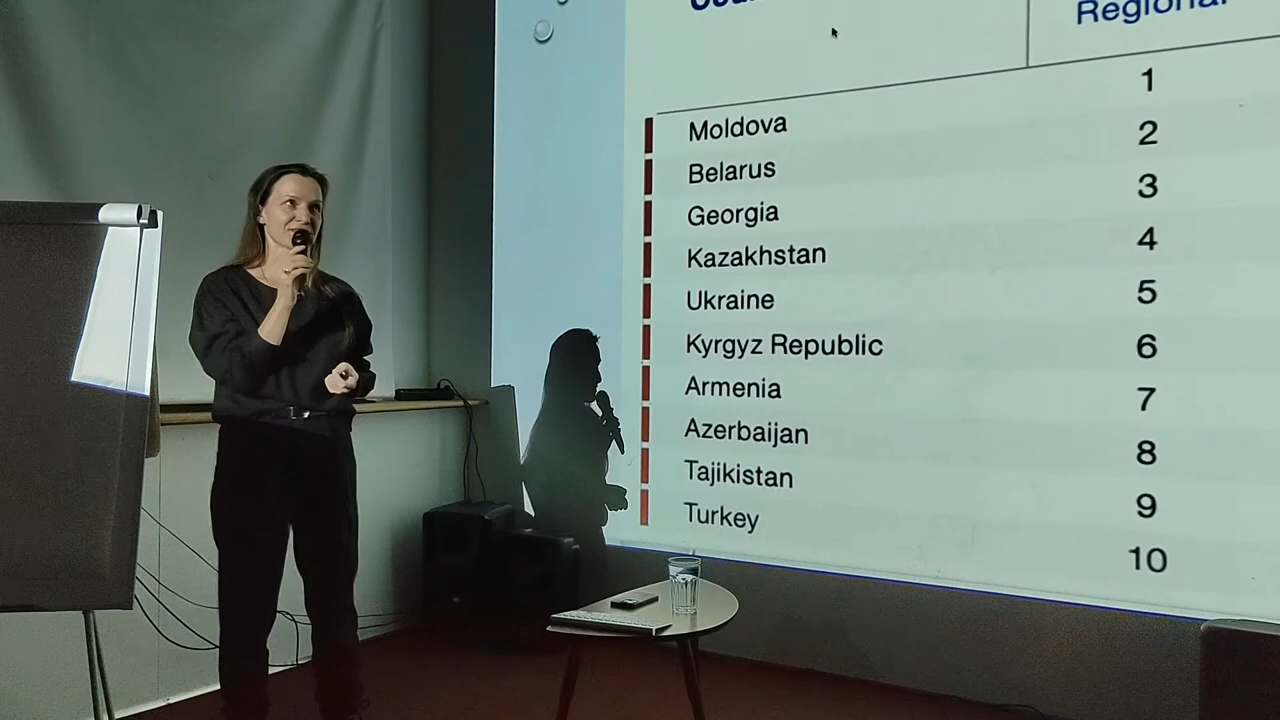 Regional
Moldova 1
Belarus 2
Georgia 3
Kazakhstan 4
Ukraine 5
Kyrgyz Republic 6
Armenia 7
Azerbaijan 8
Tajikistan 9
Turkey 10